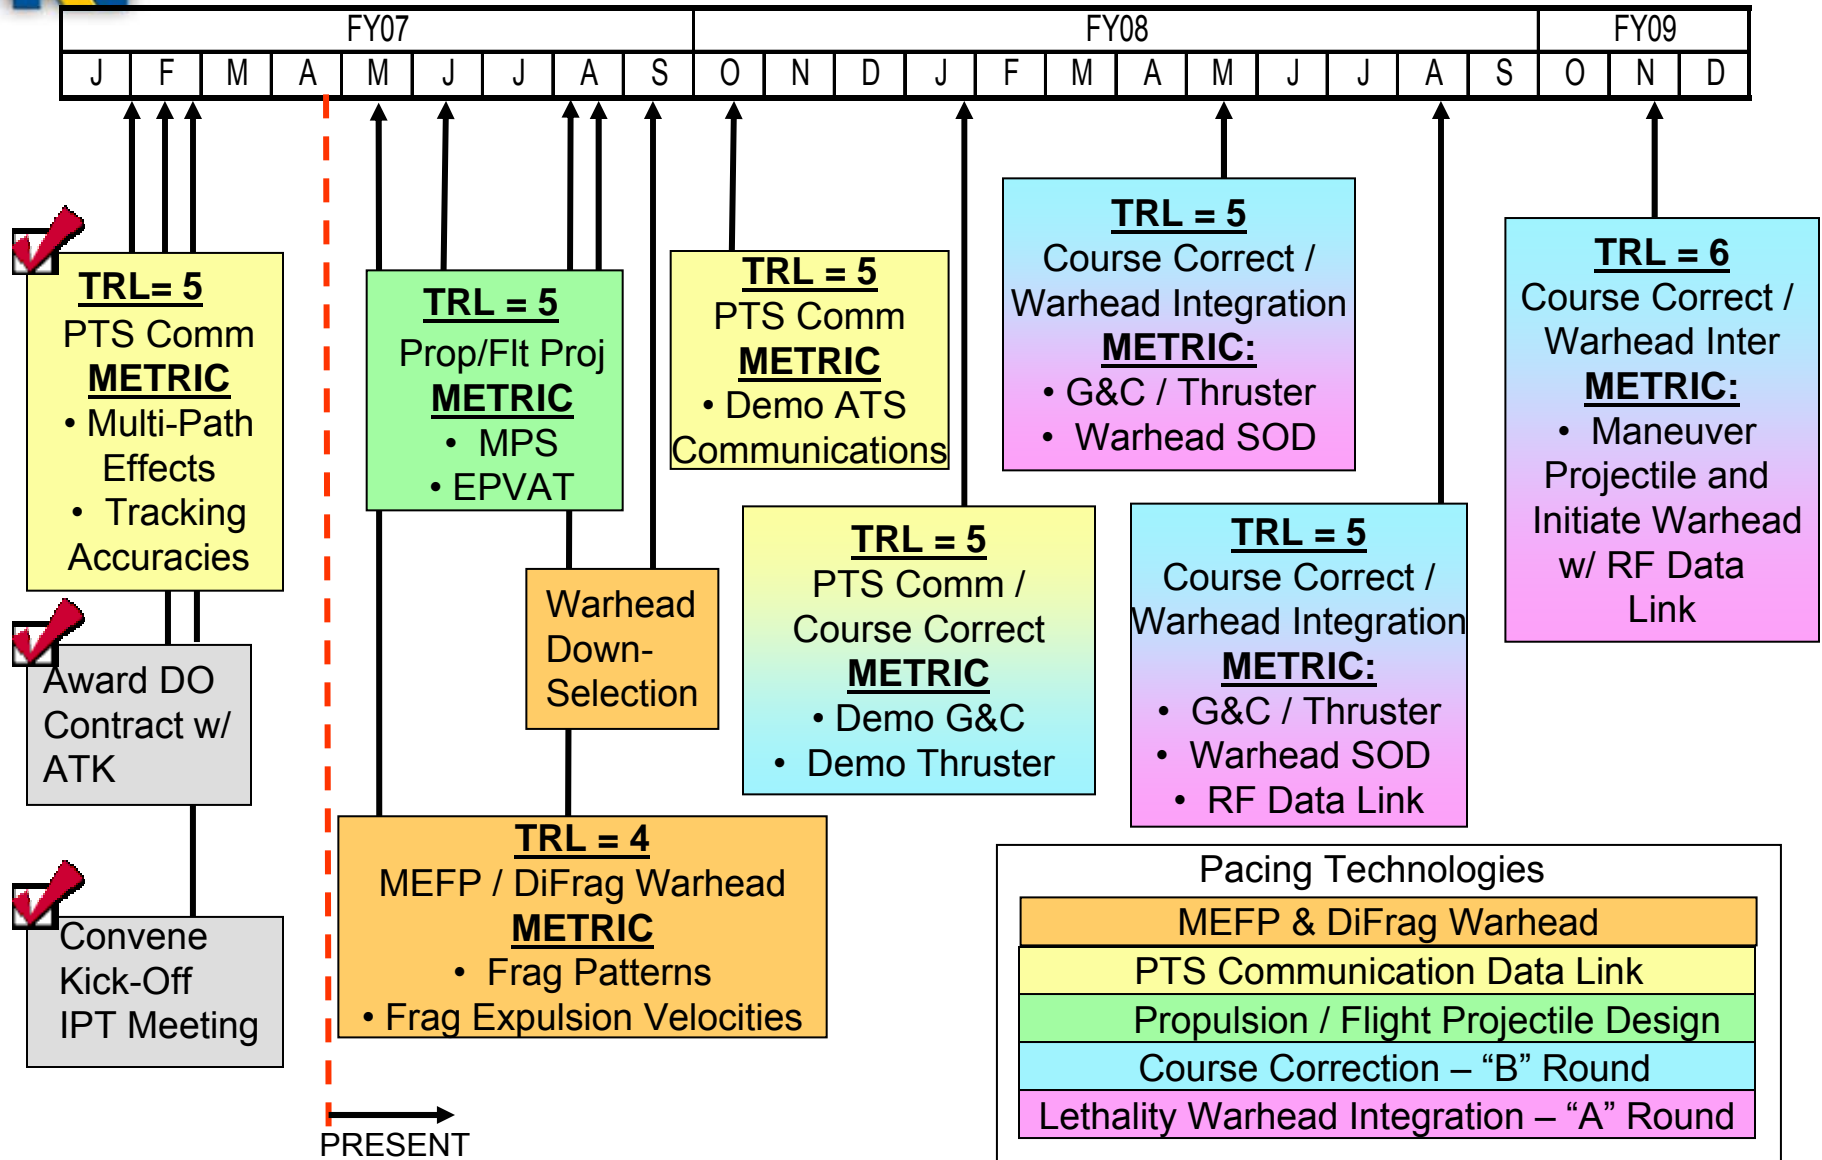 FY07 FY08 FY09
J F M A M J J A S O N D J F M A M J J A S O N D
TRL= 5
PTS Comm
METRIC
• Multi-Path
Effects
• Tracking
Accuracies
Award DO
Contract w/
ATK
Convene
Kick-Off
IPT Meeting
TRL = 5
Prop/Flt Proj
METRIC
• MPS
• EPVAT
Warhead
Down-
Selection
TRL = 4
MEFP / DiFrag Warhead
METRIC
• Frag Patterns
• Frag Expulsion Velocities
PRESENT
TRL = 5
PTS Comm
METRIC
• Demo ATS
Communications
TRL = 5
PTS Comm /
Course Correct
METRIC
• Demo G&C
• Demo Thruster
TRL = 5
Course Correct /
Warhead Integration
METRIC:
• G&C / Thruster
• Warhead SOD
TRL = 5
Course Correct /
Warhead Integration
METRIC:
• G&C / Thruster
• Warhead SOD
• RF Data Link
TRL = 6
Course Correct /
Warhead Inter
METRIC:
• Maneuver
Projectile and
Initiate Warhead
w/ RF Data
Link
Pacing Technologies
MEFP & DiFrag Warhead
PTS Communication Data Link
Propulsion / Flight Projectile Design
Course Correction – “B” Round
Lethality Warhead Integration – “A” Round